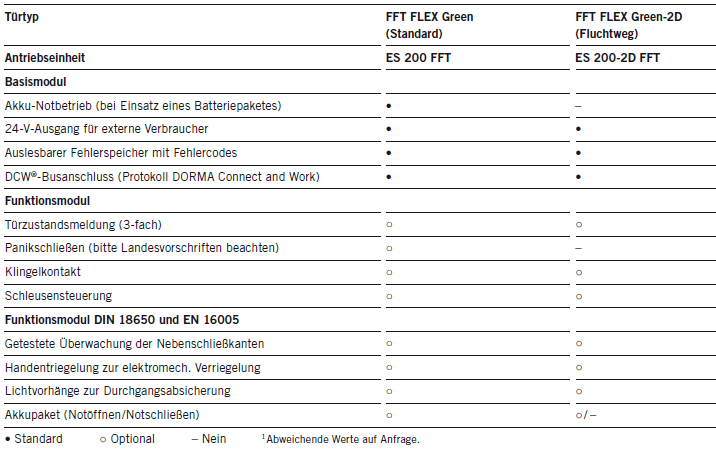 Türtyp FFT FLEX Green FFT FLEX Green-2D
(Standard) (Fluchtweg)
Antriebseinheit ES 200 FFT ES 200-2D FFT
Basismodul
Akku-Notbetrieb (bei Einsatz eines Batteriepaketes) ● –
24-V-Ausgang für externe Verbraucher ● ●
Auslesbarer Fehlerspeicher mit Fehlercodes ● ●
DCW®-Busanschluss (Protokoll DORMA Connect and Work) ● ●
Funktionsmodul
Türzustandsmeldung (3-fach) ○ ○
Panikschließen (bitte Landesvorschriften beachten) ○ –
Klingelkontakt ○ ○
Schleusensteuerung ○ ○
Funktionsmodul DIN 18650 und EN 16005
Getestete Überwachung der Nebenschließkanten ○ ○
Handentriegelung zur elektromech. Verriegelung ○ ○
Lichtvorhänge zur Durchgangsabsicherung ○ ○
Akkupaket (Notöffnen/Notschließen) ○ ○/–
● Standard ○ Optional – Nein ¹Abweichende Werte auf Anfrage.